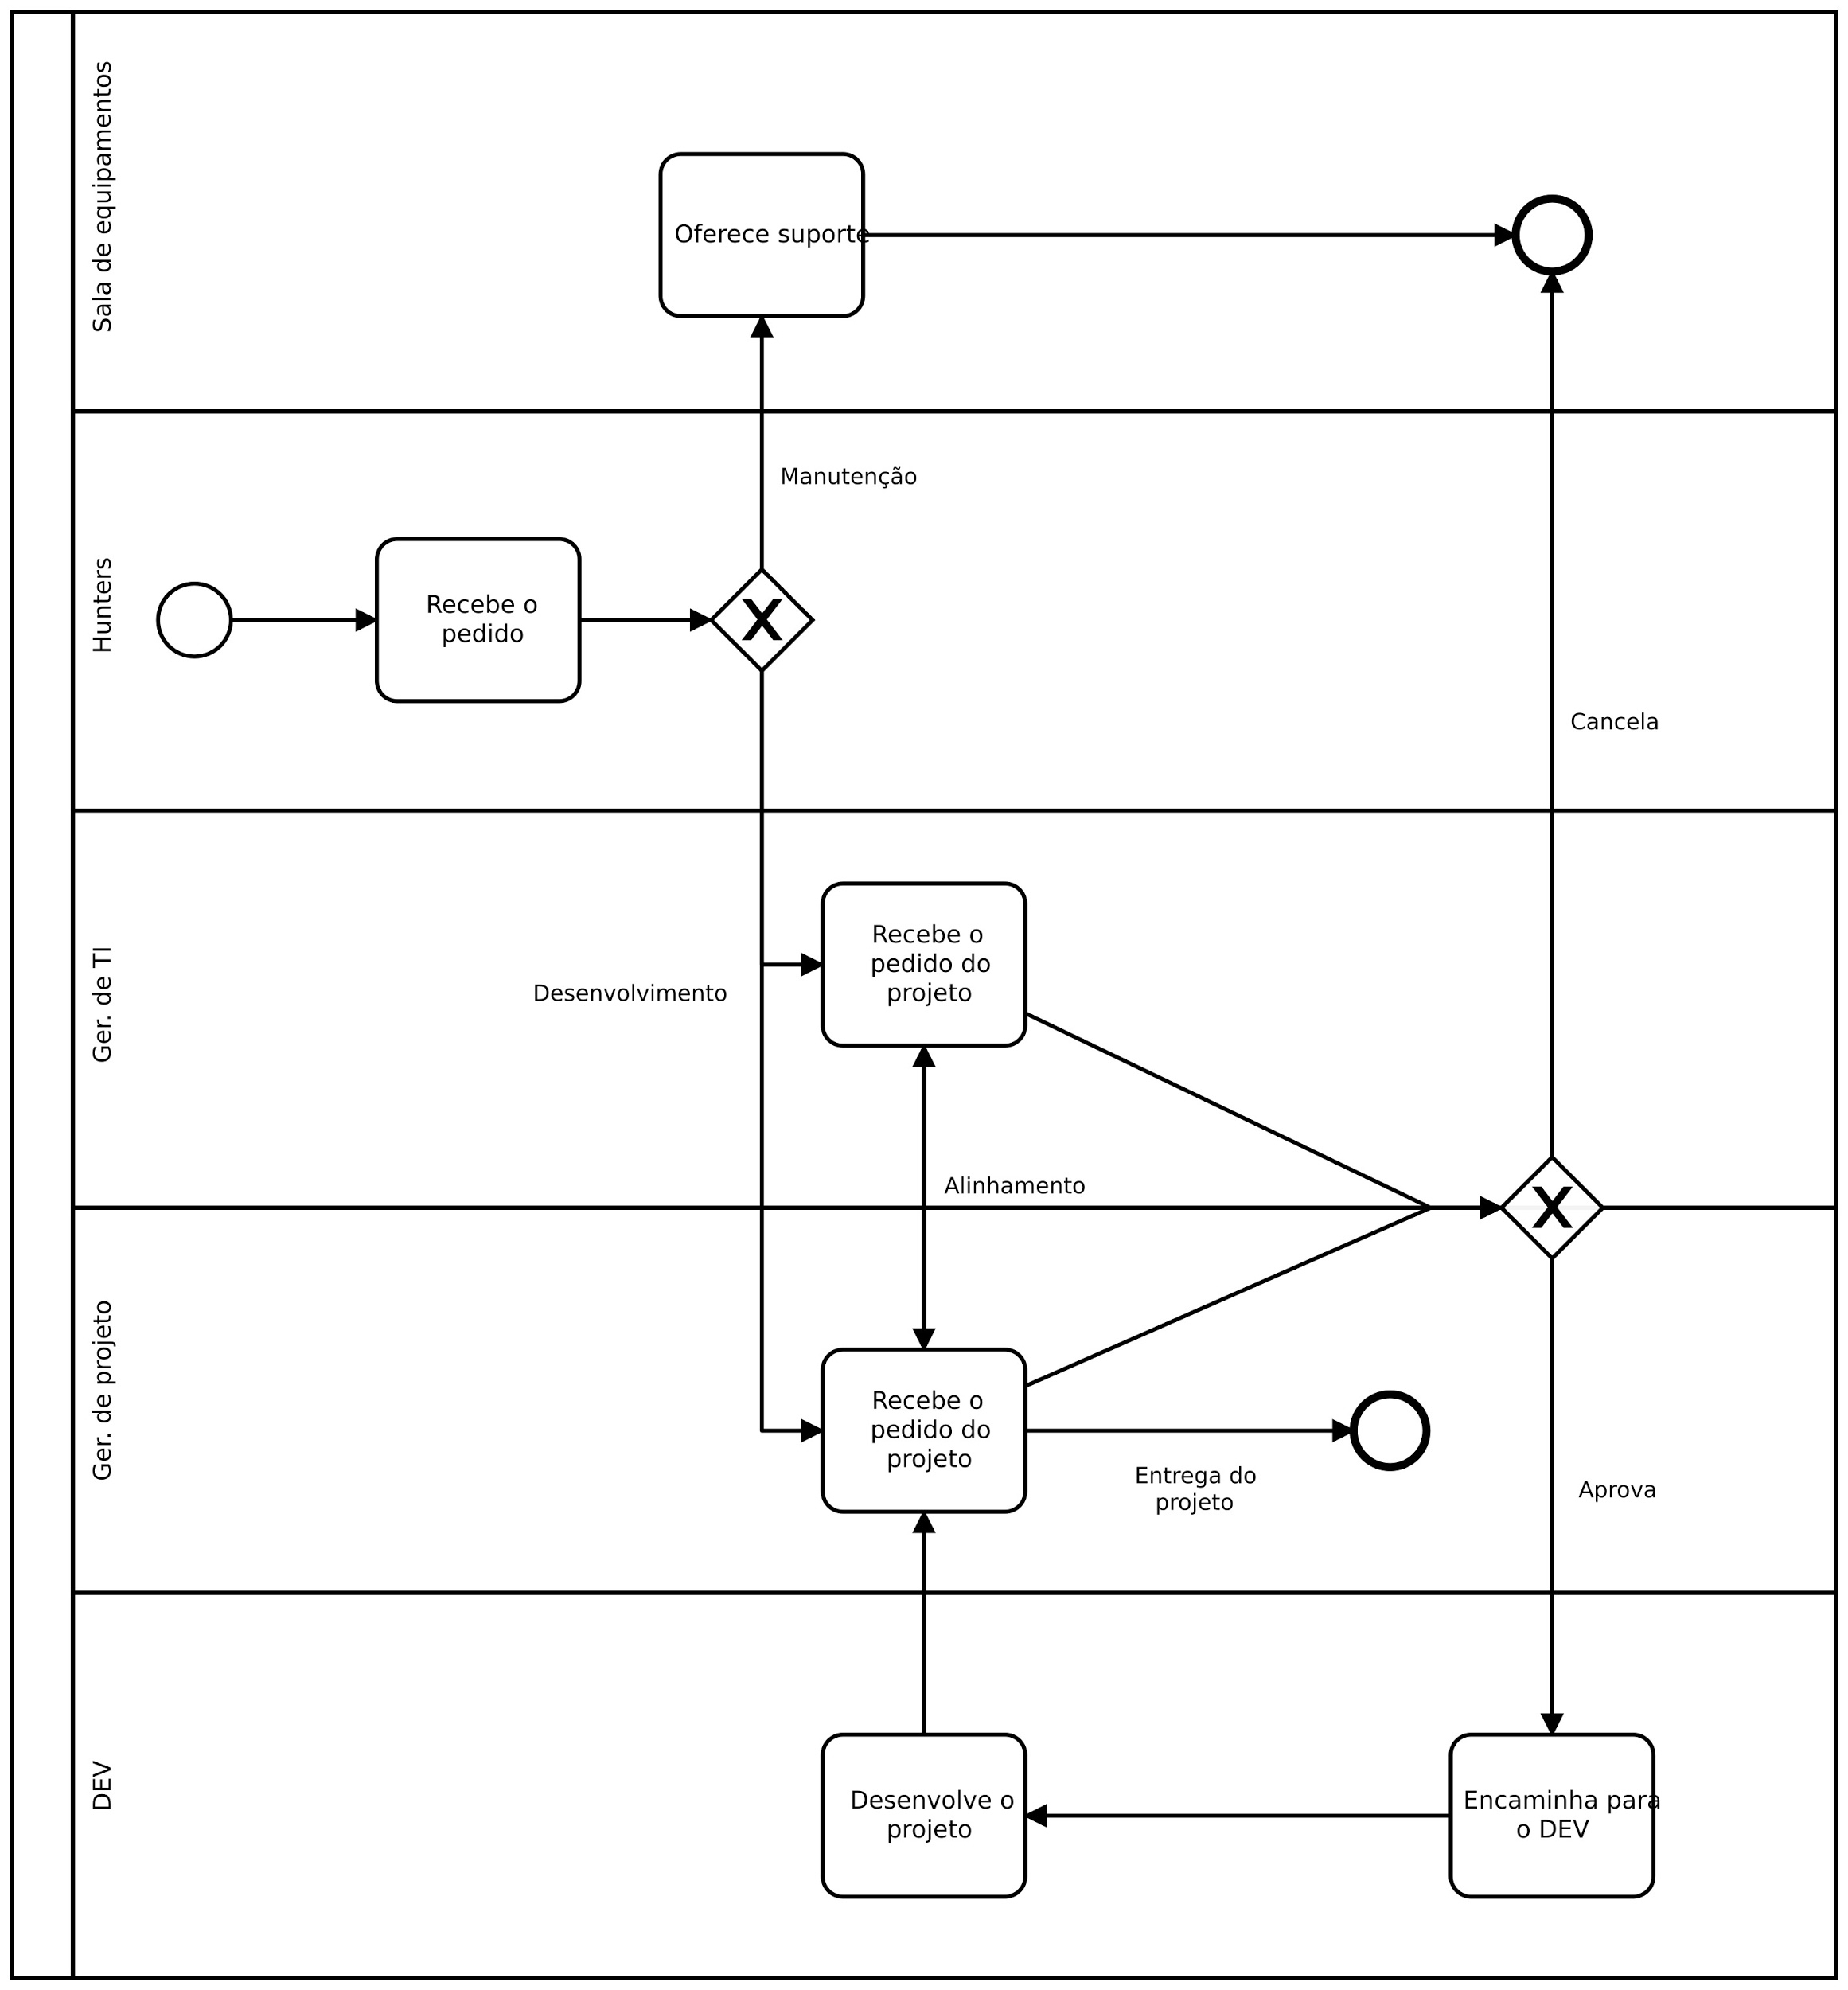 Sala de equipamentos
Oferece suporte
Hunters
Manutenção
Recebe o
pedido
X
Cancela
Ger. de TI
Recebe o
pedido do
projeto
Desenvolvimento
Alinhamento
X
Ger. de projeto
Recebe o
pedido do
projeto
Entrega do
projeto
Aprova
DEV
Desenvolve o
projeto
Encaminha para
o DEV